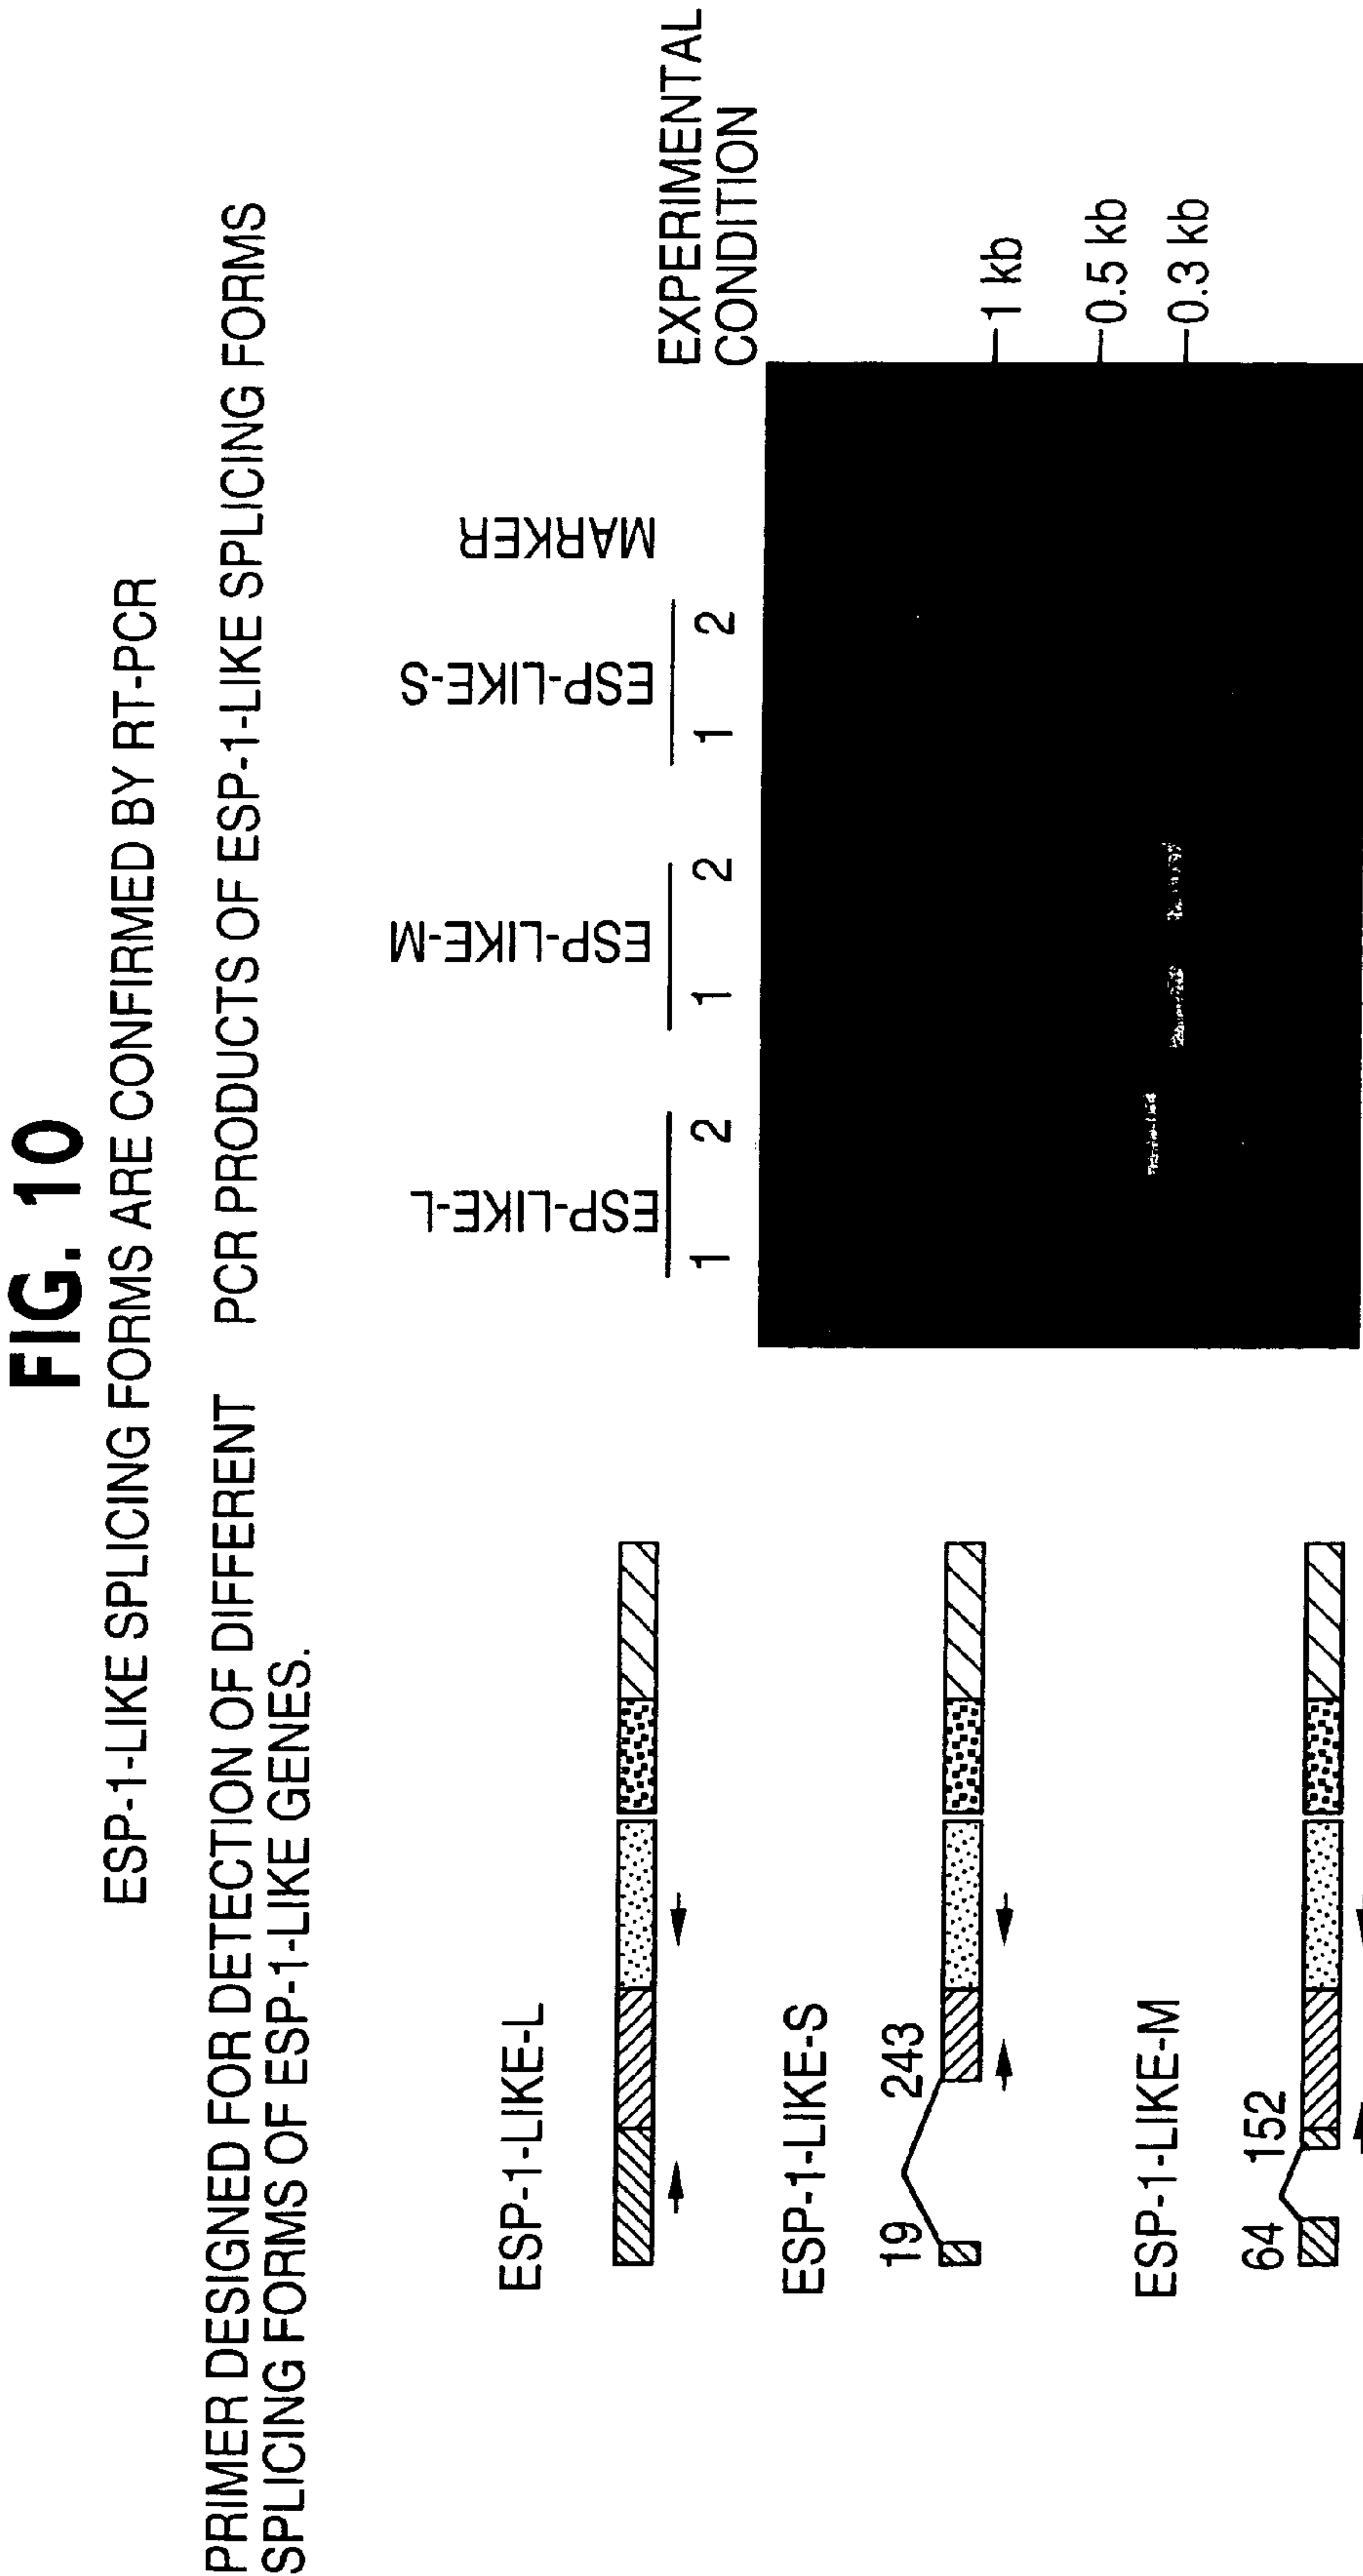 FIG. 10
ESP-1-LIKE SPLICING FORMS ARE CONFIRMED BY RT-PCR
PRIMER DESIGNED FOR DETECTION OF DIFFERENT
SPLICING FORMS OF ESP-1-LIKE GENES.
ESP-1-LIKE-L
ESP-1-LIKE-S
19 243
ESP-1-LIKE-M
64 152
PCR PRODUCTS OF ESP-1-LIKE SPLICING FORMS
ESP-LIKE-L
ESP-LIKE-M
ESP-LIKE-S
MARKER
1 2 1 2 1 2
EXPERIMENTAL
CONDITION
1 kb
0.5 kb
0.3 kb